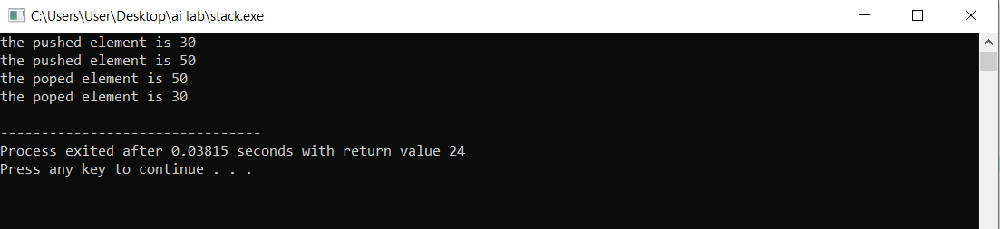 C:\Users\User\Desktop\ai lab\stack.exe
the pushed element is 30
the pushed element is 50
the poped element is 50
the poped element is 30
--------------------------------
Process exited after 0.03815 seconds with return value 24
Press any key to continue . . .